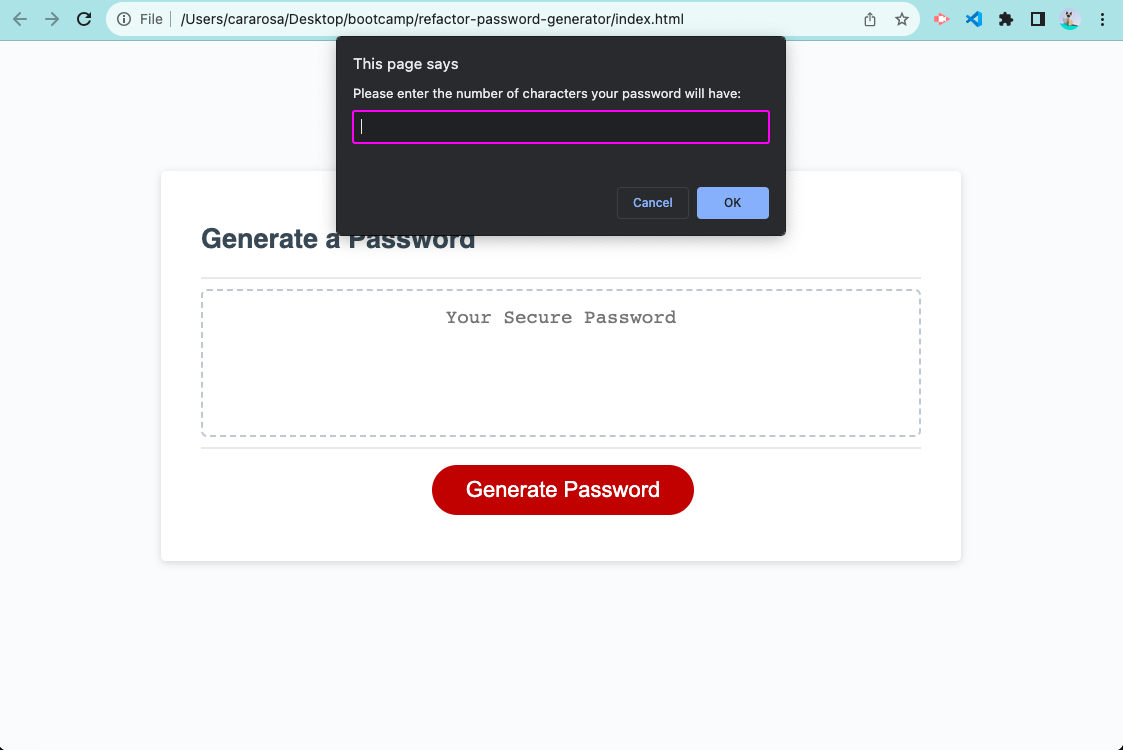 File /Users/cararosa/Desktop/bootcamp/refactor-password-generator/index.html
This page says
Please enter the number of characters your password will have:
Cancel OK
Generate a Password
Your Secure Password
Generate Password